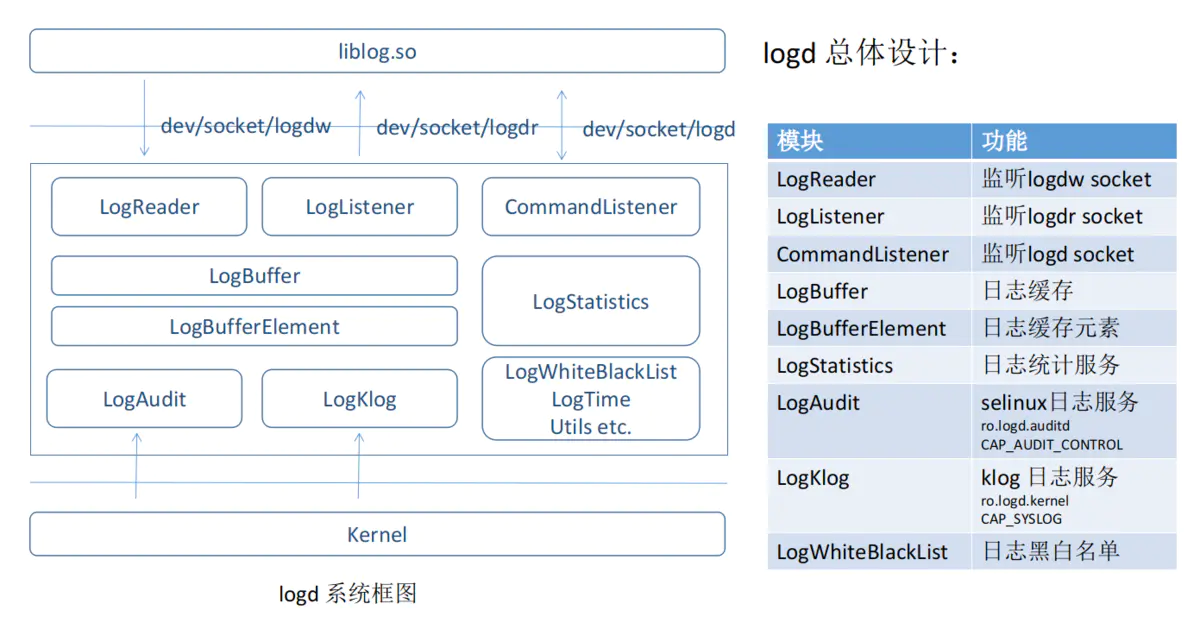 liblog.so
dev/socket/logdw
dev/socket/logdr
dev/socket/logd
LogReader
LogListener
CommandListener
LogBuffer
LogBufferElement
LogStatistics
LogAudit
LogKlog
LogWhiteBlackList
LogTime
Utils etc.
Kernel
logd 系统框图
logd 总体设计：
模块 功能
LogReader 监听logdw socket
LogListener 监听logdr socket
CommandListener 监听logd socket
LogBuffer 日志缓存
LogBufferElement 日志缓存元素
LogStatistics 日志统计服务
LogAudit selinux日志服务
ro.logd.auditd
CAP_AUDIT_CONTROL
LogKlog klog 日志服务
ro.logd.kernel
CAP_SYSLOG
LogWhiteBlackList 日志黑白名单